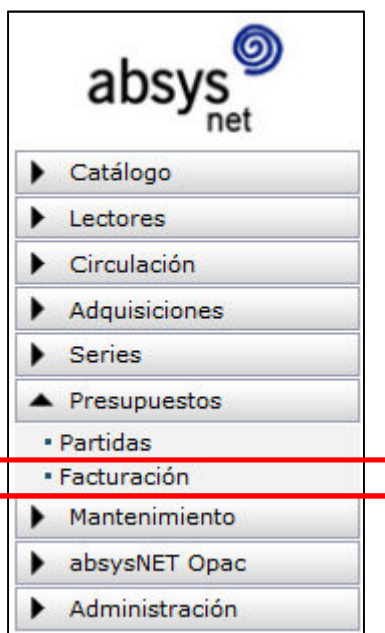 absys
net
Catálogo
Lectores
Circulación
Adquisiciones
Series
Presupuestos
Partidas
Facturación
Mantenimiento
absysNET Opac
Administración